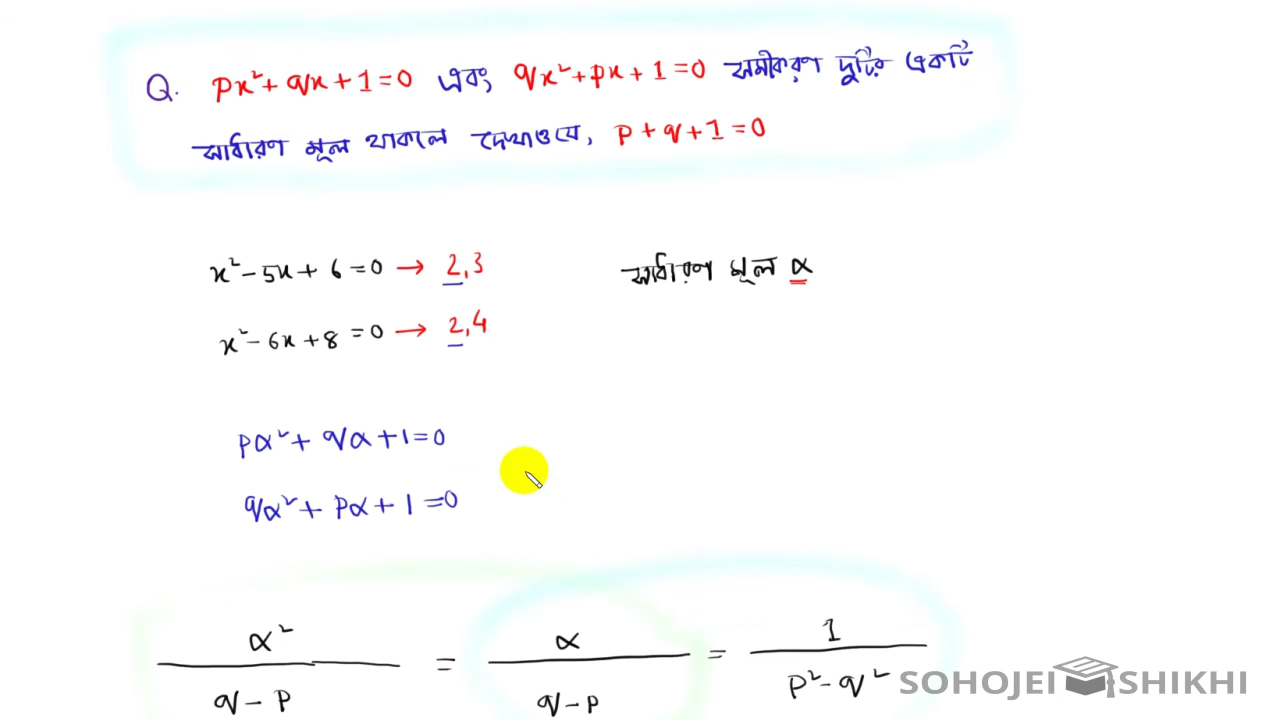 Q. px² + qx + 1 = 0 এবং qx² + px + 1 = 0 সমীকরণ দুটির একটি
সাধারণ মূল থাকলে দেখাও যে, p + q + 1 = 0
x² - 5x + 6 = 0 → 2, 3
সাধারণ মূল α
x² - 6x + 8 = 0 → 2, 4
pα² + qα + 1 = 0
qα² + pα + 1 = 0
α² / (q - p) = α / (q - p) = 1 / (p² - q²)
SOHOJEI SHIKHI